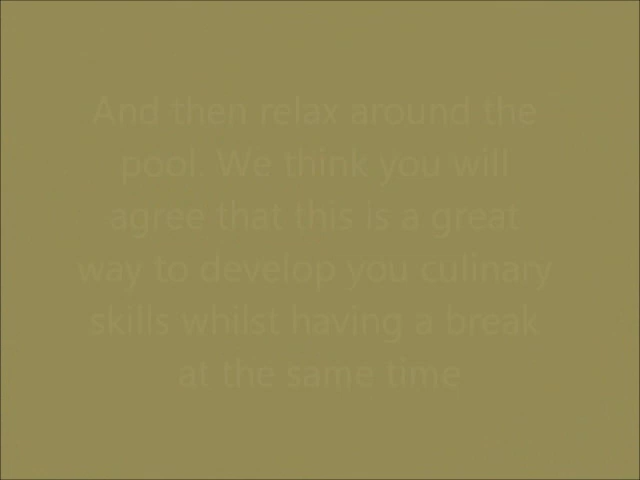 And then relax around the
pool. We think you will
agree that this is a great
way to develop you culinary
skills whilst having a break
at the same time